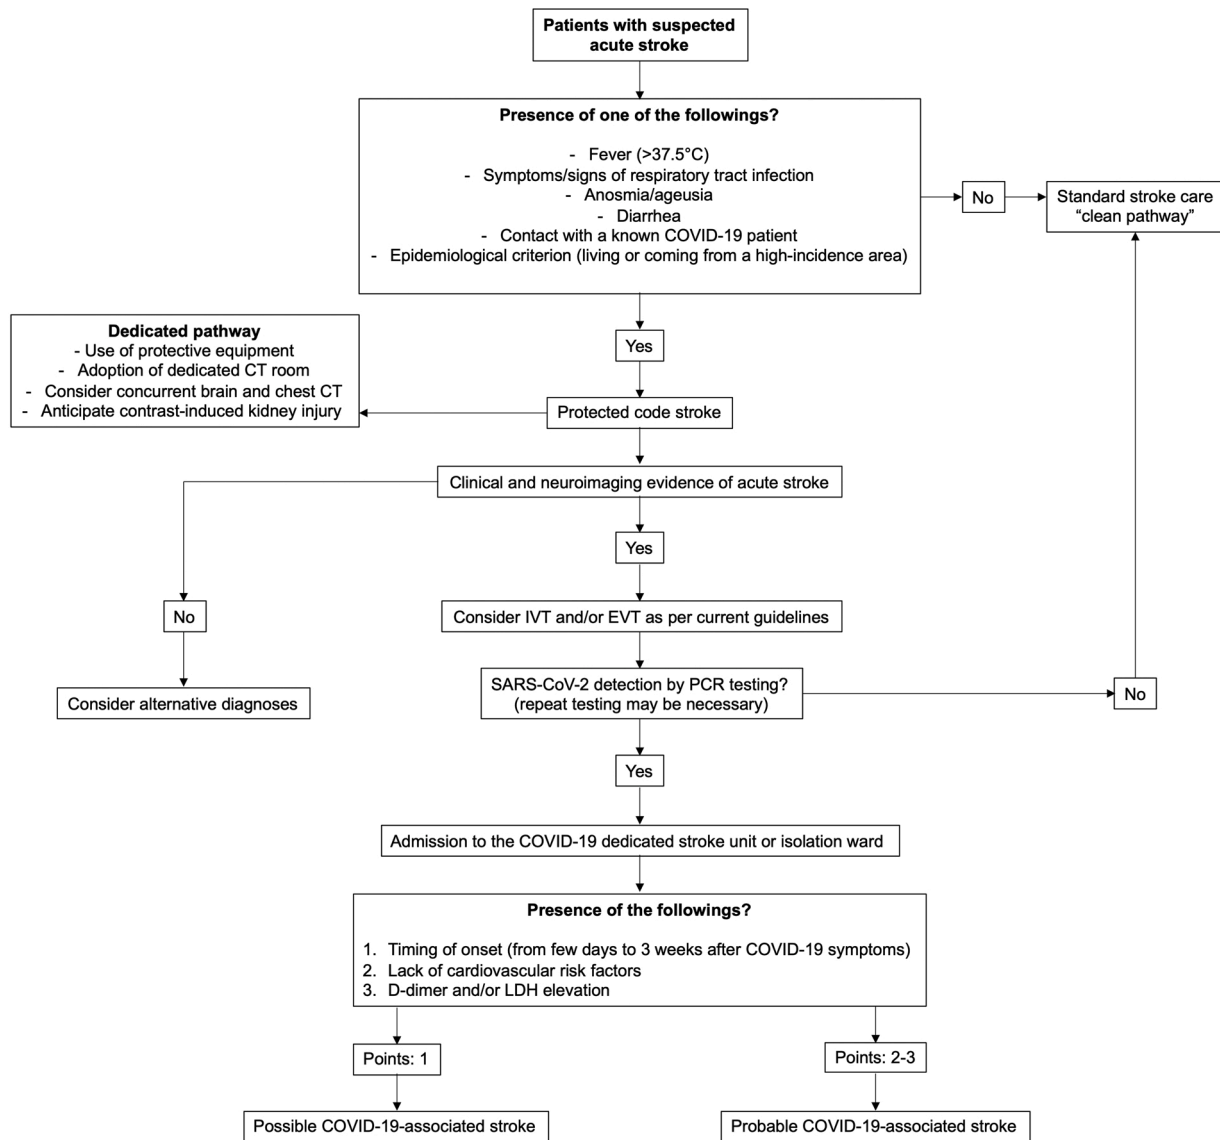 Patients with suspected
acute stroke
Presence of one of the followings?
- Fever (>37.5°C)
- Symptoms/signs of respiratory tract infection
- Anosmia/ageusia
- Diarrhea
- Contact with a known COVID-19 patient
- Epidemiological criterion (living or coming from a high-incidence area)
No
Standard stroke care
“clean pathway”
Yes
Dedicated pathway
- Use of protective equipment
- Adoption of dedicated CT room
- Consider concurrent brain and chest CT
- Anticipate contrast-induced kidney injury
Protected code stroke
Clinical and neuroimaging evidence of acute stroke
Yes
No
Consider IVT and/or EVT as per current guidelines
Consider alternative diagnoses
SARS-CoV-2 detection by PCR testing?
(repeat testing may be necessary)
No
Yes
Admission to the COVID-19 dedicated stroke unit or isolation ward
Presence of the followings?
1. Timing of onset (from few days to 3 weeks after COVID-19 symptoms)
2. Lack of cardiovascular risk factors
3. D-dimer and/or LDH elevation
Points: 1
Points: 2-3
Possible COVID-19-associated stroke
Probable COVID-19-associated stroke